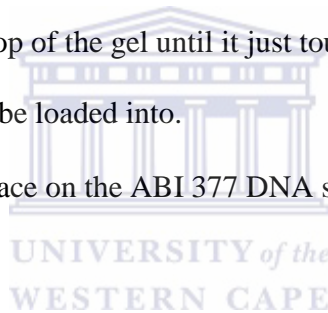 op of the gel until it just tou
be loaded into.
ace on the ABI 377 DNA s
UNIVERSITY of the
WESTERN CAPE